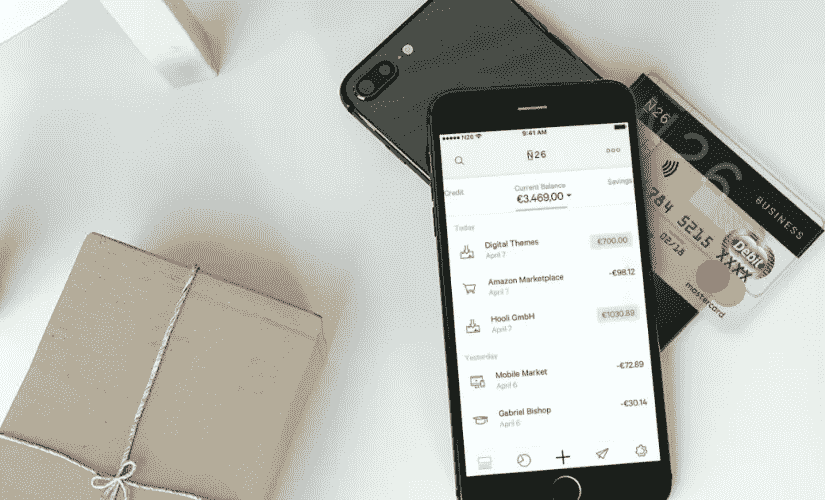 N26
9:41 AM
N26
Credit
Current Balance
Savings
€3.469,00
Today
Digital Themes
€700.00
April 7
Amazon Marketplace
-€98.12
April 7
Hooli GmbH
€1030.89
April 7
Yesterday
Mobile Market
-€72.89
April 6
Gabriel Bishop
-€30.14
April 6
N26
N26
BUSINESS
784 5215 XXXX
02/18
Debit
mastercard